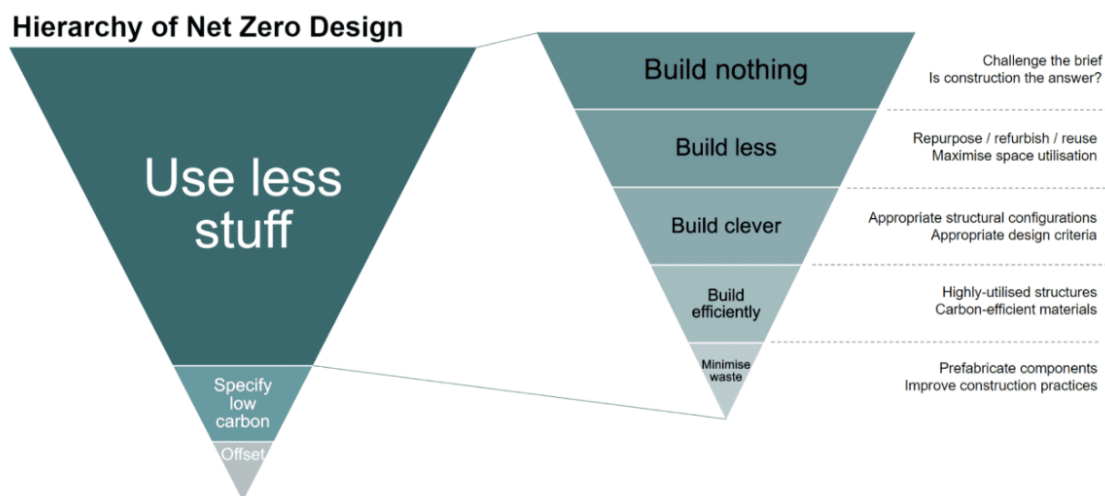 Hierarchy of Net Zero Design
Use less
stuff
Specify
low
carbon
Offset
Build nothing
Challenge the brief
Is construction the answer?
Build less
Repurpose / refurbish / reuse
Maximise space utilisation
Build clever
Appropriate structural configurations
Appropriate design criteria
Build
efficiently
Highly-utilised structures
Carbon-efficient materials
Minimise
waste
Prefabricate components
Improve construction practices